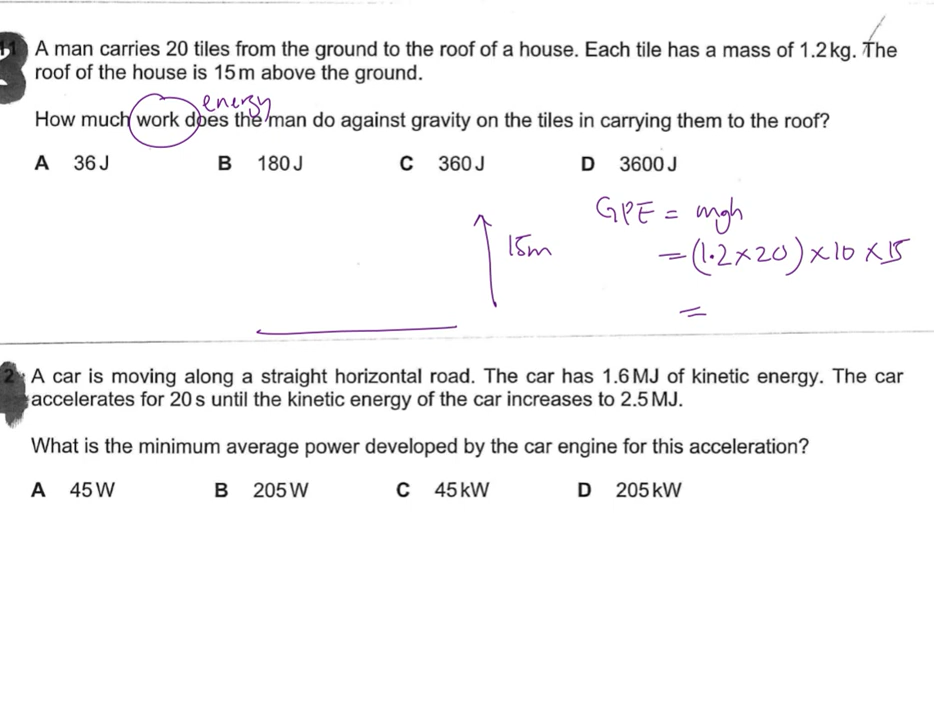 A man carries 20 tiles from the ground to the roof of a house. Each tile has a mass of 1.2 kg. The
roof of the house is 15 m above the ground.
energy
How much work does the man do against gravity on the tiles in carrying them to the roof?
A 36 J B 180 J C 360 J D 3600 J
GPE = mgh
15m = (1.2×20)×10×15
=
2 A car is moving along a straight horizontal road. The car has 1.6 MJ of kinetic energy. The car
accelerates for 20 s until the kinetic energy of the car increases to 2.5 MJ.
What is the minimum average power developed by the car engine for this acceleration?
A 45 W B 205 W C 45 kW D 205 kW